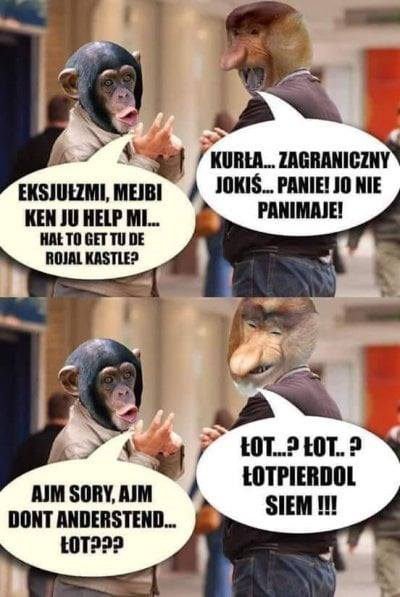 EKSJUŁZMI, MEJBI
KEN JU HELP MI...
HAŁ TO GET TU DE
ROJAL KASTLE?
KURŁA... ZAGRANICZNY
JOKIŚ... PANIE! JO NIE
PANIMAJE!
AJM SORY, AJM
DONT ANDERSTEND...
ŁOT???
ŁOT...? ŁOT.. ?
ŁOTPIERDOL
SIEM !!!